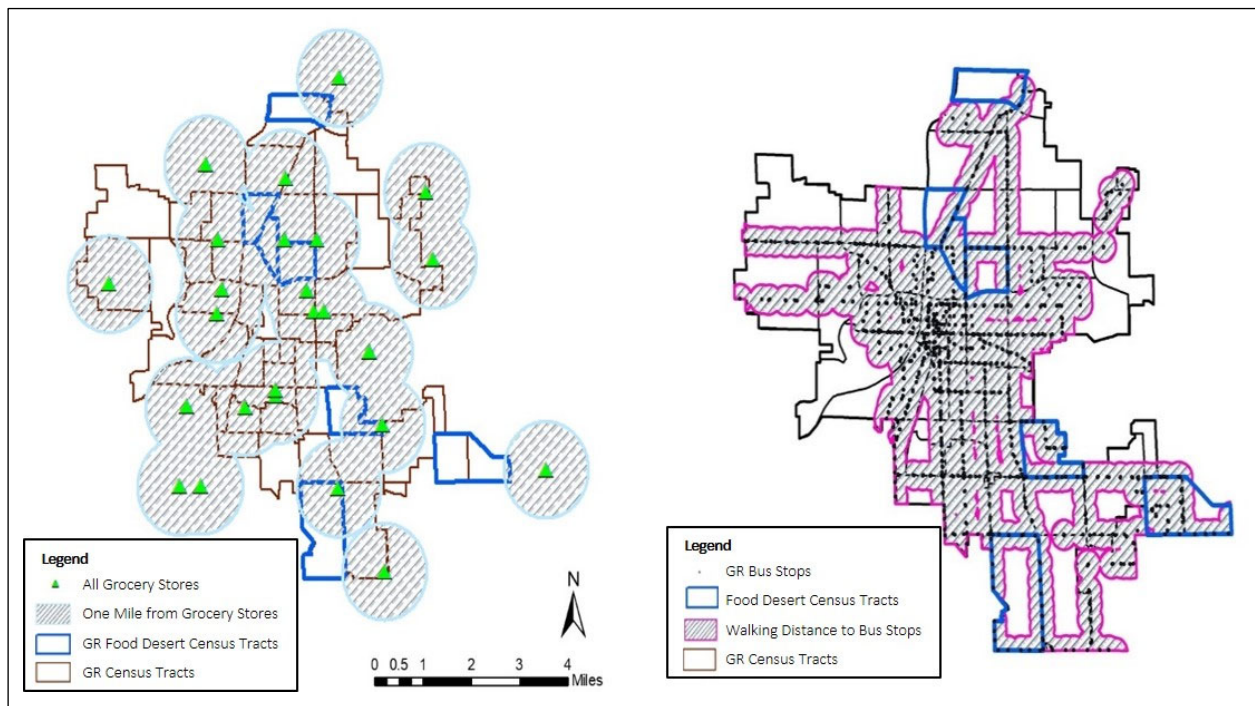 Legend
All Grocery Stores
One Mile from Grocery Stores
GR Food Desert Census Tracts
GR Census Tracts
N
0 0.5 1 2 3 4
Miles
Legend
GR Bus Stops
Food Desert Census Tracts
Walking Distance to Bus Stops
GR Census Tracts